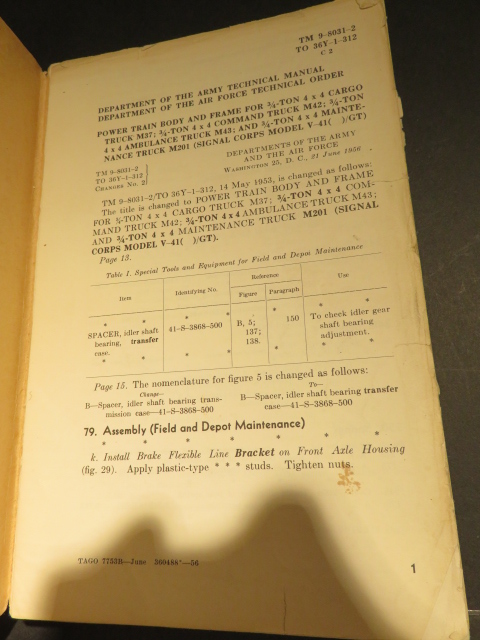 TM 9-8031-2
TO 36Y-1-312
C 2
DEPARTMENT OF THE ARMY TECHNICAL MANUAL
DEPARTMENT OF THE AIR FORCE TECHNICAL ORDER
POWER TRAIN BODY AND FRAME FOR ¾-TON 4 x 4 CARGO
TRUCK M37; ¾-TON 4 x 4 COMMAND TRUCK M42; ¾-TON
4 x 4 AMBULANCE TRUCK M43; AND ¾-TON 4 x 4 MAINTE-
NANCE TRUCK M201 (SIGNAL CORPS MODEL V-41( )/GT)
TM 9-8031-2
TO 36Y-1-312
CHANGES NO. 2
DEPARTMENTS OF THE ARMY
AND THE AIR FORCE
WASHINGTON 25, D. C., 21 June 1956
TM 9-8031-2/TO 36Y-1-312, 14 May 1953, is changed as follows:
The title is changed to POWER TRAIN BODY AND FRAME
FOR ¾-TON 4 x 4 CARGO TRUCK M37; ¾-TON 4 x 4 COM-
MAND TRUCK M42; ¾-TON 4 x 4 AMBULANCE TRUCK M43;
AND ¾-TON 4 x 4 MAINTENANCE TRUCK M201 (SIGNAL
CORPS MODEL V-41( )/GT).
Page 13.
Table I. Special Tools and Equipment for Field and Depot Maintenance
Item Identifying No. Reference Use
Figure Paragraph
* * * * * * *
SPACER, idler shaft 41-S-3868-500 B, 5; 150 To check idler gear
bearing, transfer 137; shaft bearing
case. 138. adjustment.
* * * * * * *
Page 15. The nomenclature for figure 5 is changed as follows:
Change— To—
B—Spacer, idler shaft bearing trans- B—Spacer, idler shaft bearing transfer
mission case—41-S-3868-500 case—41-S-3868-500
79. Assembly (Field and Depot Maintenance)
* * * * * * *
k. Install Brake Flexible Line Bracket on Front Axle Housing
(fig. 29). Apply plastic-type * * * studs. Tighten nuts.
TAGO 7753B—June 300488°—56
1